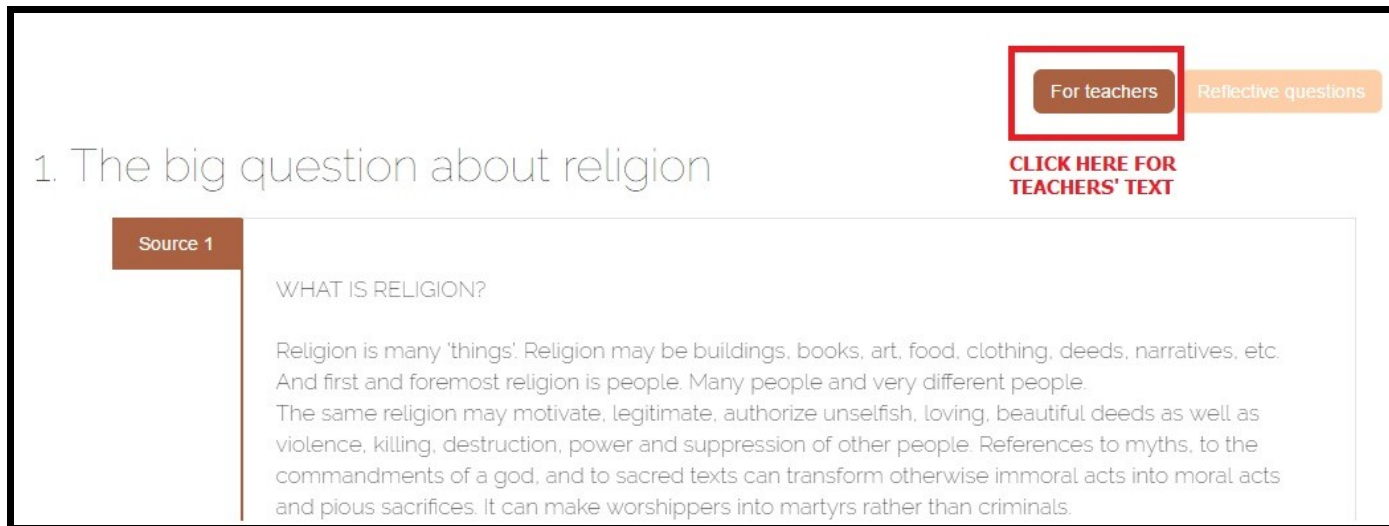 For teachers
Reflective questions
1. The big question about religion
CLICK HERE FOR
TEACHERS' TEXT
Source 1
WHAT IS RELIGION?
Religion is many 'things'. Religion may be buildings, books, art, food, clothing, deeds, narratives, etc.
And first and foremost religion is people. Many people and very different people.
The same religion may motivate, legitimate, authorize unselfish, loving, beautiful deeds as well as
violence, killing, destruction, power and suppression of other people. References to myths, to the
commandments of a god, and to sacred texts can transform otherwise immoral acts into moral acts
and pious sacrifices. It can make worshippers into martyrs rather than criminals.